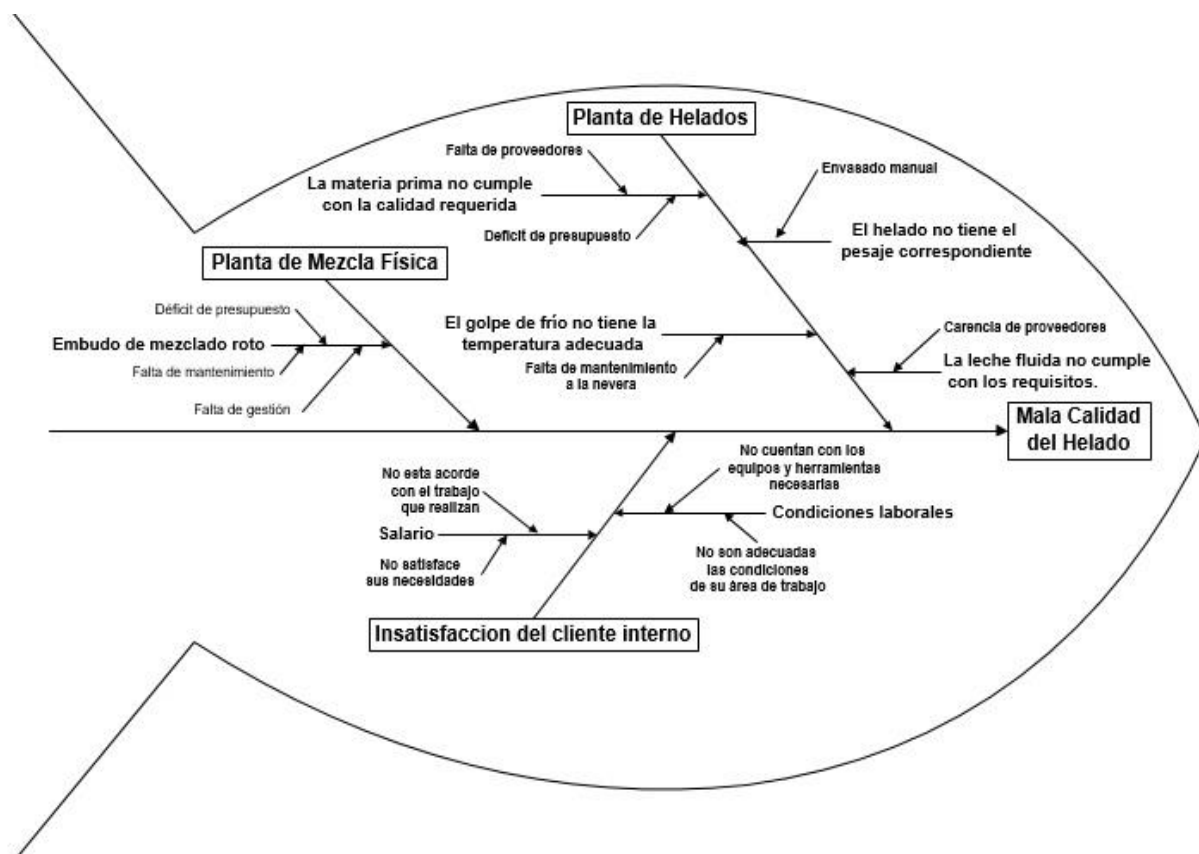 Planta de Helados
Falta de proveedores
La materia prima no cumple
con la calidad requerida
Deficit de presupuesto
Envasado manual
El helado no tiene el
pesaje correspondiente
Planta de Mezcla Física
Déficit de presupuesto
Embudo de mezclado roto
Falta de mantenimiento
Falta de gestión
El golpe de frío no tiene la
temperatura adecuada
Falta de mantenimiento
a la nevera
Carencia de proveedores
La leche fluida no cumple
con los requisitos.
Mala Calidad
del Helado
No esta acorde
con el trabajo
que realizan
Salario
No satisface
sus necesidades
No cuentan con los
equipos y herramientas
necesarias
Condiciones laborales
No son adecuadas
las condiciones
de su área de trabajo
Insatisfaccion del cliente interno